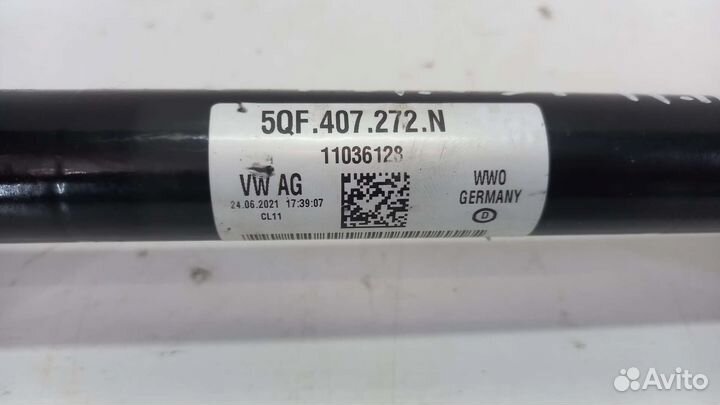 5QF.407.272.N
11036128
VW AG
WWO
24.06.2021 17:39:07
GERMANY
CL11
D
Avito